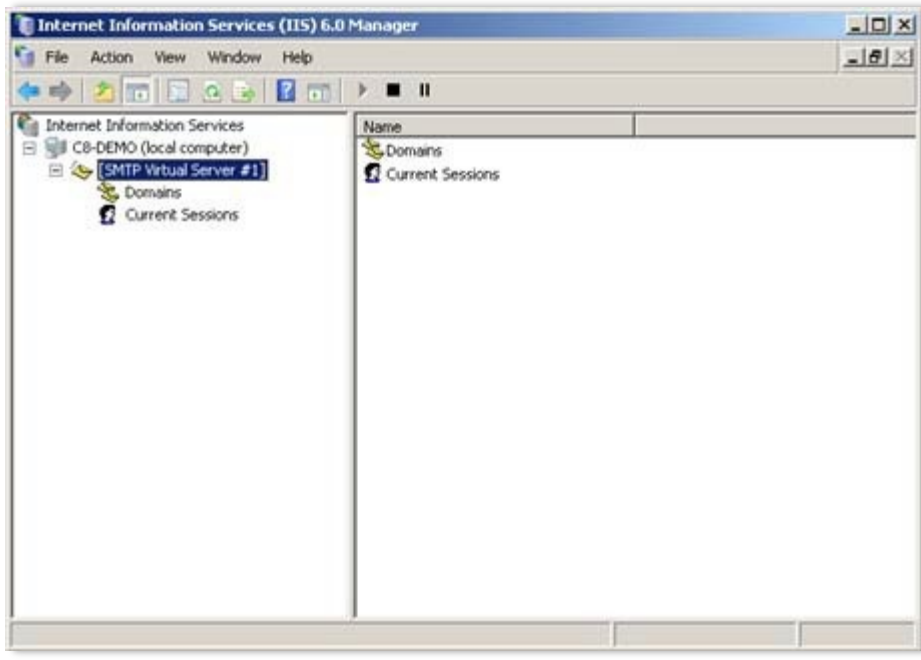 Internet Information Services (IIS) 6.0 Manager
File Action View Window Help
Internet Information Services
C8-DEMO (local computer)
[SMTP Virtual Server #1]
Domains
Current Sessions
Name
Domains
Current Sessions